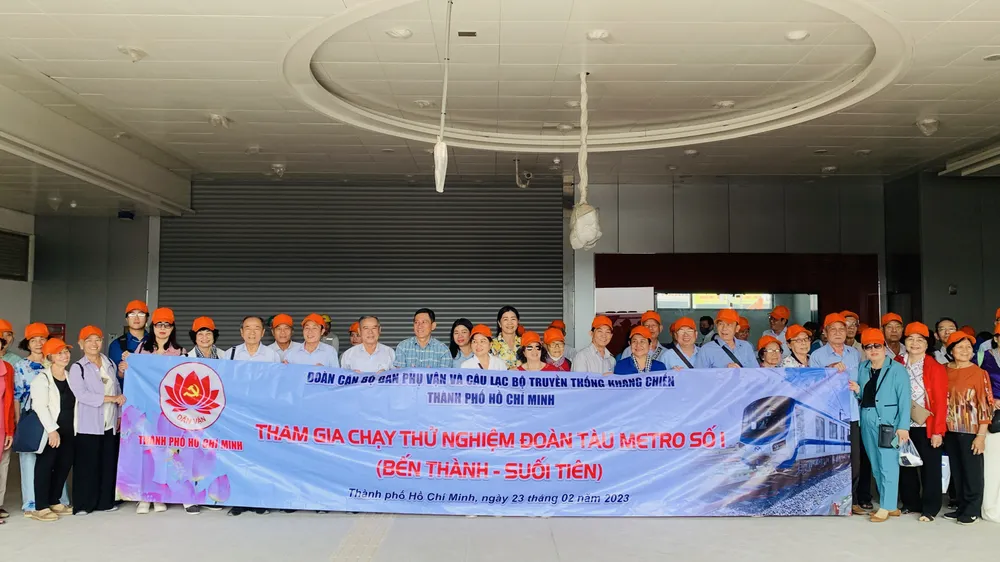 ĐOÀN CÁN BỘ BAN PHỤ VẬN VÀ CÂU LẠC BỘ TRUYỀN THỐNG KHÁNG CHIẾN
THÀNH PHỐ HỒ CHÍ MINH
THAM GIA CHẠY THỬ NGHIỆM ĐOÀN TÀU METRO SỐ 1
(BẾN THÀNH - SUỐI TIÊN)
Thành phố Hồ Chí Minh, ngày 23 tháng 02 năm 2023
DÂN VẬN
THÀNH PHỐ HỒ CHÍ MINH